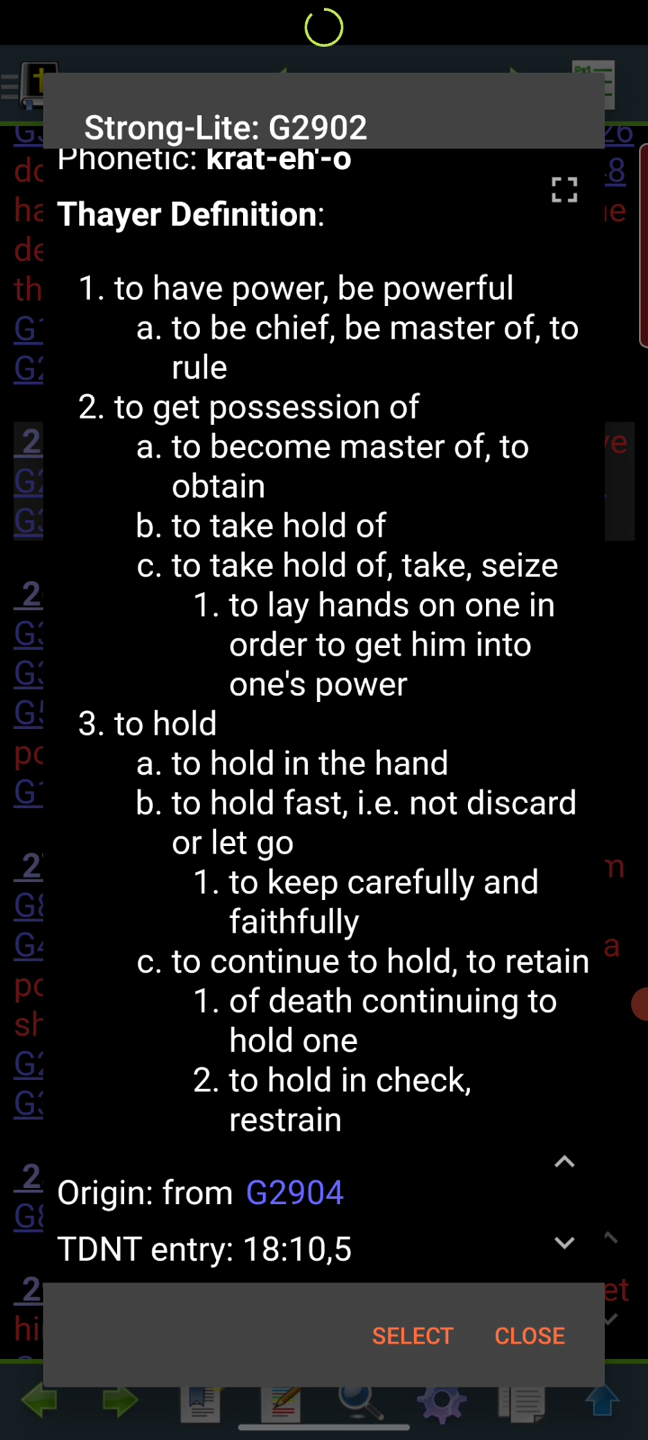 Strong-Lite: G2902
Phonetic: krat-eh'-o
Thayer Definition:
1. to have power, be powerful
a. to be chief, be master of, to
rule
2. to get possession of
a. to become master of, to
obtain
b. to take hold of
c. to take hold of, take, seize
1. to lay hands on one in
order to get him into
one's power
3. to hold
a. to hold in the hand
b. to hold fast, i.e. not discard
or let go
1. to keep carefully and
faithfully
c. to continue to hold, to retain
1. of death continuing to
hold one
2. to hold in check,
restrain
Origin: from G2904
TDNT entry: 18:10,5
SELECT CLOSE